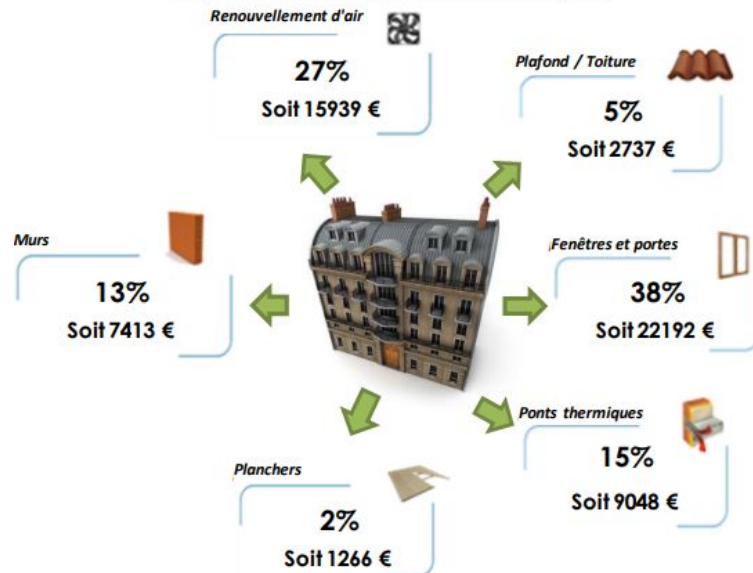 Renouvellement d'air
27%
Soit 15939 €
Plafond / Toiture
5%
Soit 2737 €
Murs
13%
Soit 7413 €
Fenêtres et portes
38%
Soit 22192 €
Ponts thermiques
15%
Soit 9048 €
Planchers
2%
Soit 1266 €